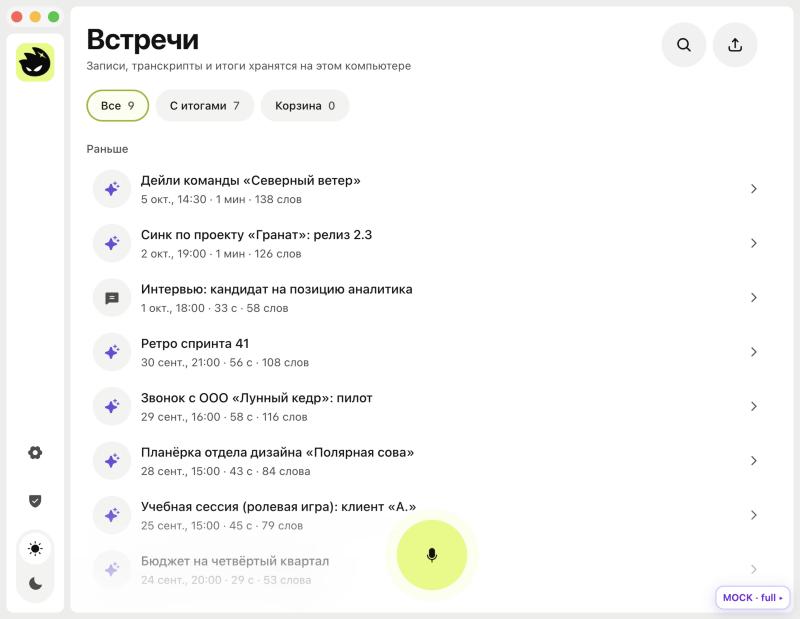 Встречи
Записи, транскрипты и итоги хранятся на этом компьютере
Все 9
С итогами 7
Корзина 0
Раньше
Дейли команды «Северный ветер»
5 окт., 14:30 · 1 мин · 138 слов
Синк по проекту «Гранат»: релиз 2.3
2 окт., 19:00 · 1 мин · 126 слов
Интервью: кандидат на позицию аналитика
1 окт., 18:00 · 33 с · 58 слов
Ретро спринта 41
30 сент., 21:00 · 56 с · 108 слов
Звонок с ООО «Лунный кедр»: пилот
29 сент., 16:00 · 58 с · 116 слов
Планёрка отдела дизайна «Полярная сова»
28 сент., 15:00 · 43 с · 84 слова
Учебная сессия (ролевая игра): клиент «А.»
25 сент., 15:00 · 45 с · 79 слов
Бюджет на четвёртый квартал
24 сент., 20:00 · 29 с · 53 слова
MOCK · full ▸